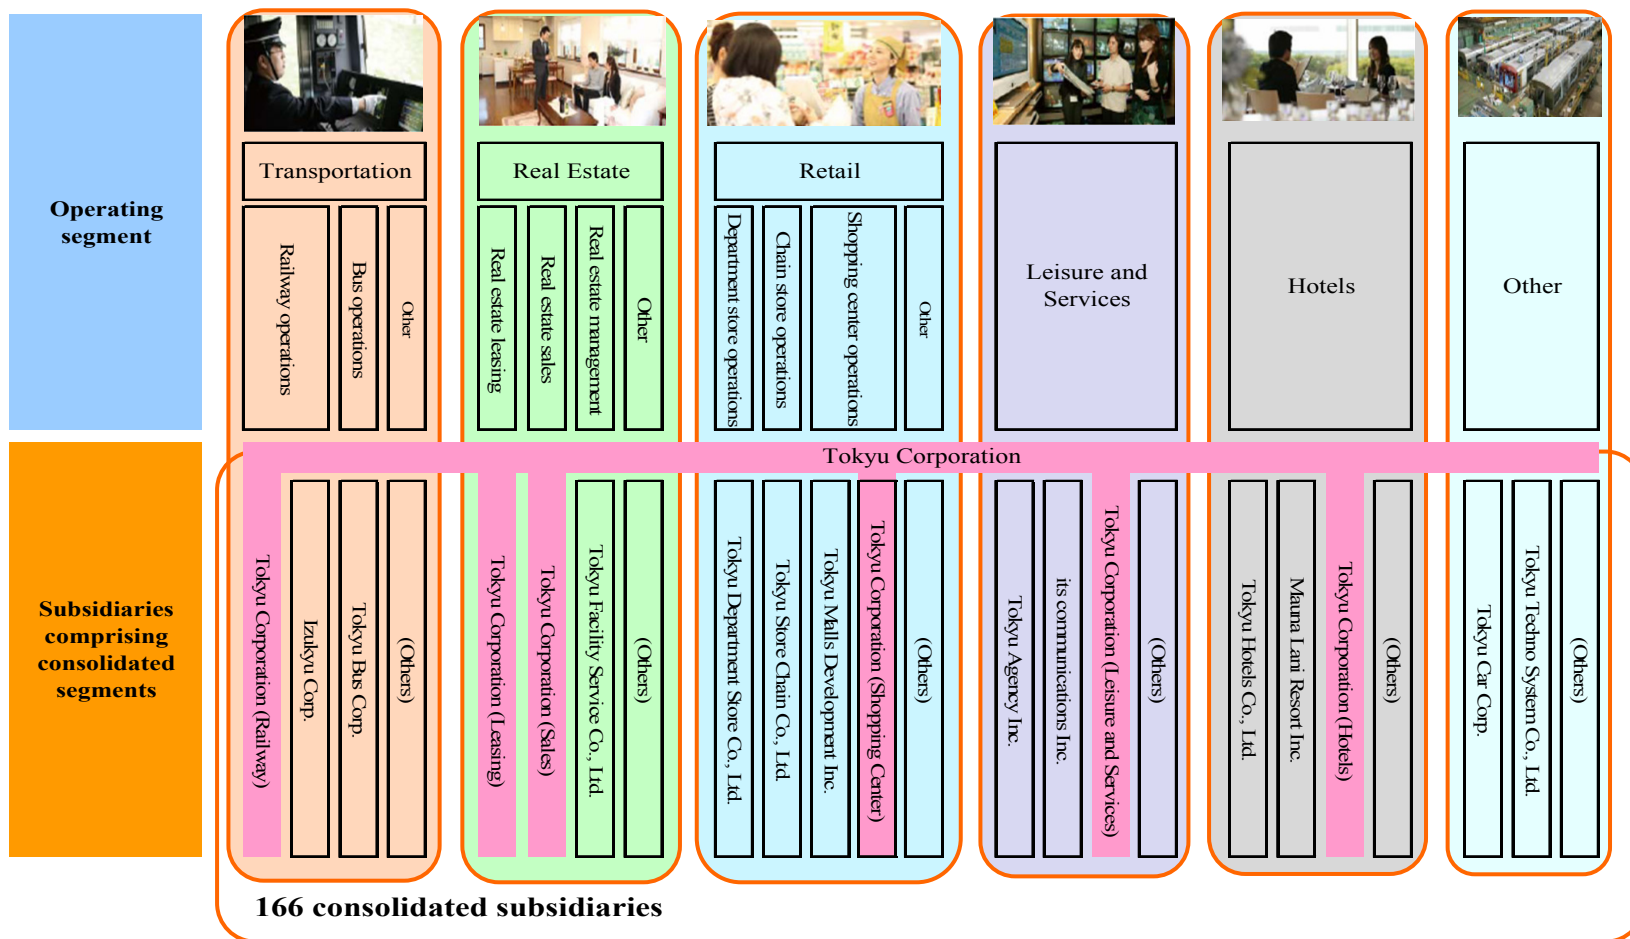 Operating
segment
Transportation
Railway operations
Bus operations
Other
Real Estate
Real estate leasing
Real estate sales
Real estate management
Other
Retail
Department store operations
Chain store operations
Shopping center operations
Other
Leisure and
Services
Hotels
Other
Subsidiaries
comprising
consolidated
segments
Tokyu Corporation
Tokyu Corporation (Railway)
Izukyu Corp.
Tokyu Bus Corp.
(Others)
Tokyu Corporation (Leasing)
Tokyu Corporation (Sales)
Tokyu Facility Service Co., Ltd.
(Others)
Tokyu Department Store Co., Ltd.
Tokyu Store Chain Co., Ltd.
Tokyu Malls Development Inc.
Tokyu Corporation (Shopping Center)
(Others)
Tokyu Agency Inc.
its communications Inc.
Tokyu Corporation (Leisure and Services)
(Others)
Tokyu Hotels Co., Ltd.
Mauna Lani Resort Inc.
Tokyu Corporation (Hotels)
(Others)
Tokyu Car Corp.
Tokyu Techno System Co., Ltd.
(Others)
166 consolidated subsidiaries